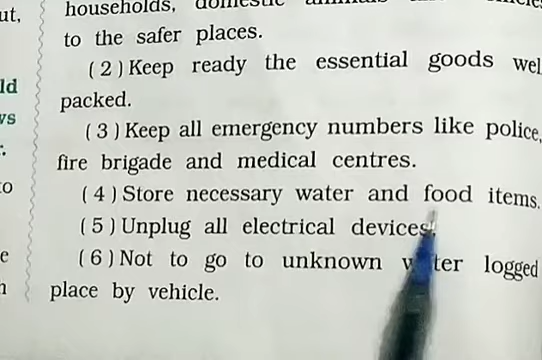 households,
to the safer places.
( 2 ) Keep ready the essential goods wel
packed.
( 3 ) Keep all emergency numbers like police,
fire brigade and medical centres.
( 4 ) Store necessary water and food items.
( 5 ) Unplug all electrical devices.
( 6 ) Not to go to unknown water logged
place by vehicle.